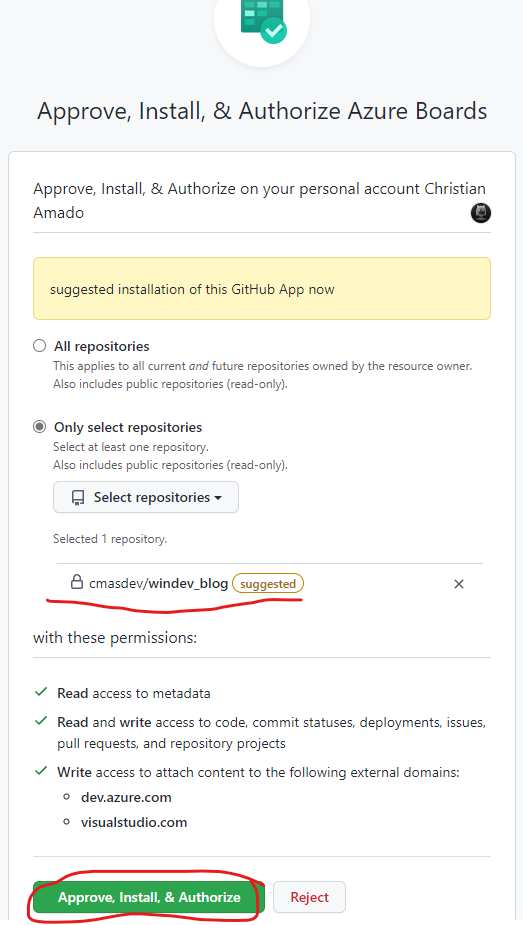 Approve, Install, & Authorize Azure Boards
Approve, Install, & Authorize on your personal account Christian
Amado
suggested installation of this GitHub App now
All repositories
This applies to all current and future repositories owned by the resource owner.
Also includes public repositories (read-only).
Only select repositories
Select at least one repository.
Also includes public repositories (read-only).
Select repositories
Selected 1 repository.
cmasdev/windev_blog suggested
with these permissions:
Read access to metadata
Read and write access to code, commit statuses, deployments, issues,
pull requests, and repository projects
Write access to attach content to the following external domains:
dev.azure.com
visualstudio.com
Approve, Install, & Authorize Reject